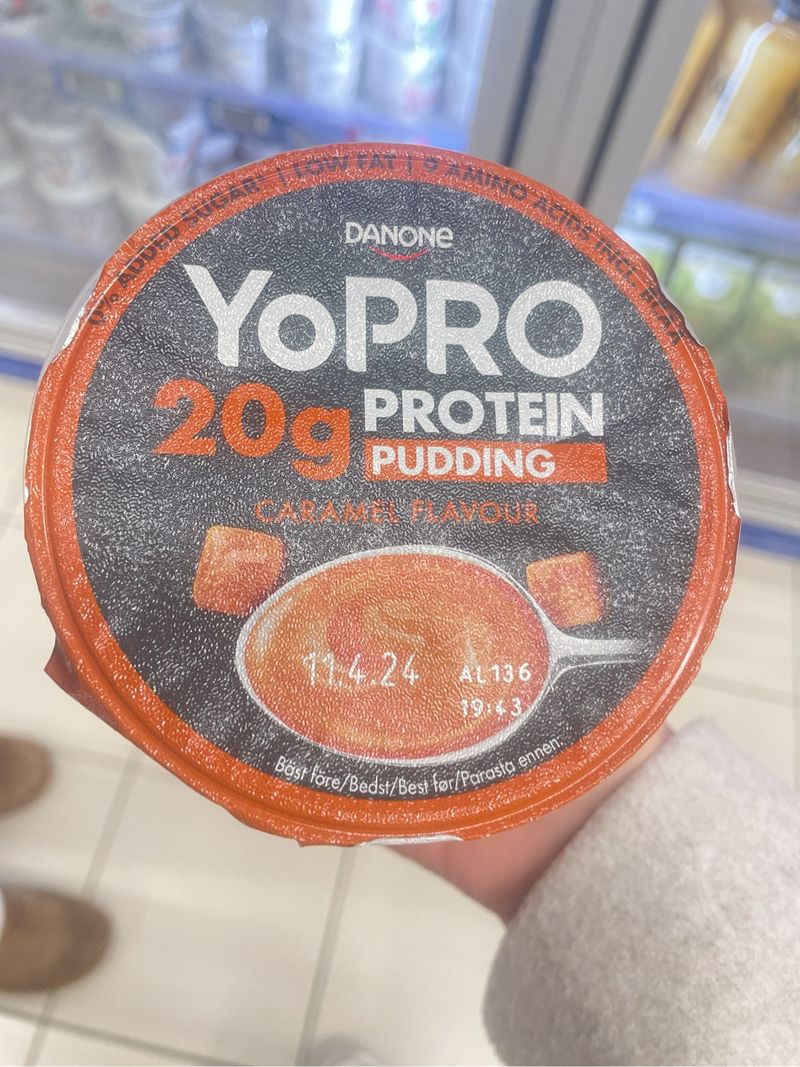 0% ADDED SUGAR* | LOW FAT | 9 AMINO ACIDS INCL. BCAA
DANONE
YoPRO
20g PROTEIN
PUDDING
CARAMEL FLAVOUR
11.4.24 AL136
19:43
Bäst före/Bedst/Best før/Parasta ennen